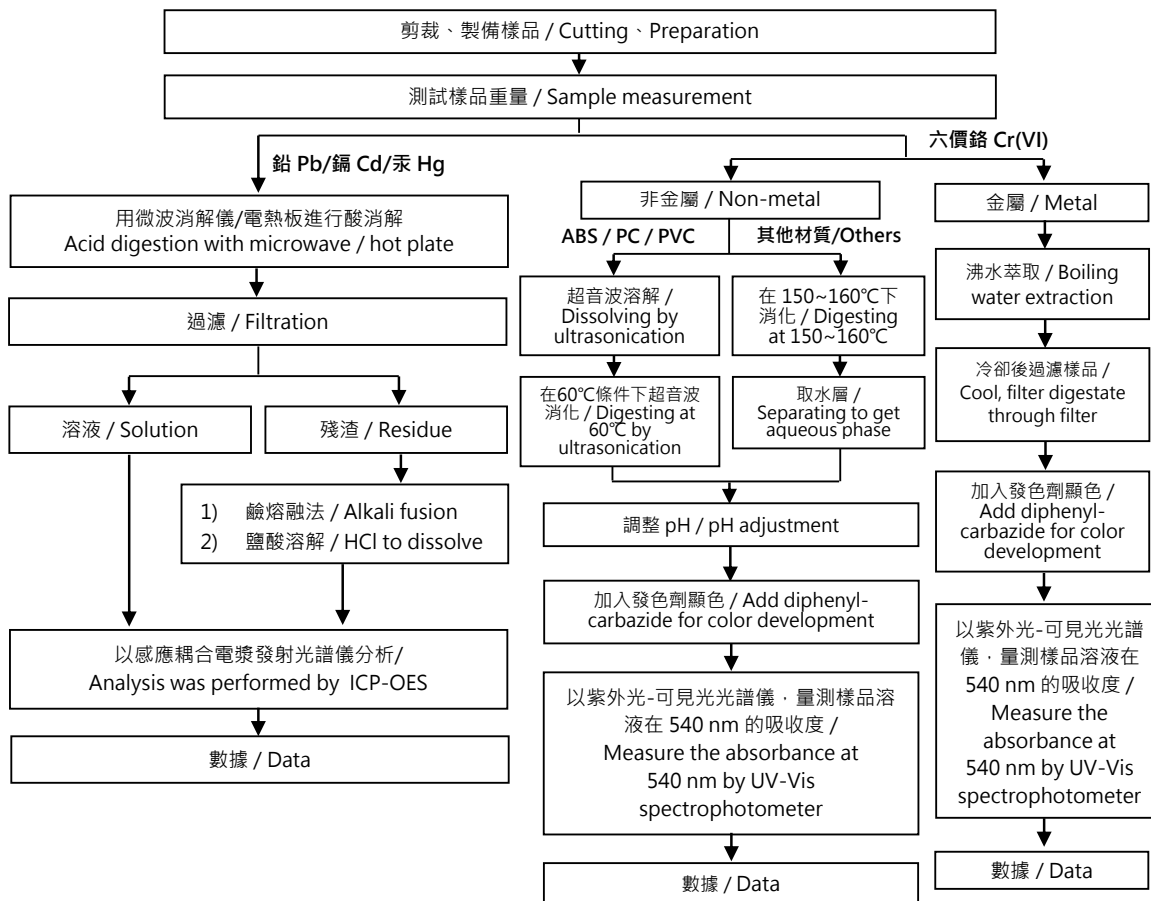 剪裁、製備樣品 / Cutting、Preparation
測試樣品重量 / Sample measurement
鉛 Pb/鎘 Cd/汞 Hg
六價鉻 Cr(VI)
用微波消解儀/電熱板進行酸消解
Acid digestion with microwave / hot plate
過濾 / Filtration
溶液 / Solution
殘渣 / Residue
1) 鹼熔融法 / Alkali fusion
2) 鹽酸溶解 / HCl to dissolve
以感應耦合電漿發射光譜儀分析/
Analysis was performed by ICP-OES
數據 / Data
非金屬 / Non-metal
ABS / PC / PVC
其他材質/Others
超音波溶解 /
Dissolving by
ultrasonication
在60℃條件下超音波
消化 / Digesting at
60℃ by
ultrasonication
在 150~160℃下
消化 / Digesting
at 150~160℃
取水層 /
Separating to get
aqueous phase
調整 pH / pH adjustment
加入發色劑顯色 / Add diphenyl-
carbazide for color development
以紫外光-可見光光譜儀，量測樣品溶
液在 540 nm 的吸收度 /
Measure the absorbance at
540 nm by UV-Vis
spectrophotometer
數據 / Data
金屬 / Metal
沸水萃取 / Boiling
water extraction
冷卻後過濾樣品 /
Cool, filter digestate
through filter
加入發色劑顯色 /
Add diphenyl-
carbazide for color
development
以紫外光-可見光光譜
儀，量測樣品溶液在
540 nm 的吸收度 /
Measure the
absorbance at
540 nm by UV-Vis
spectrophotometer
數據 / Data